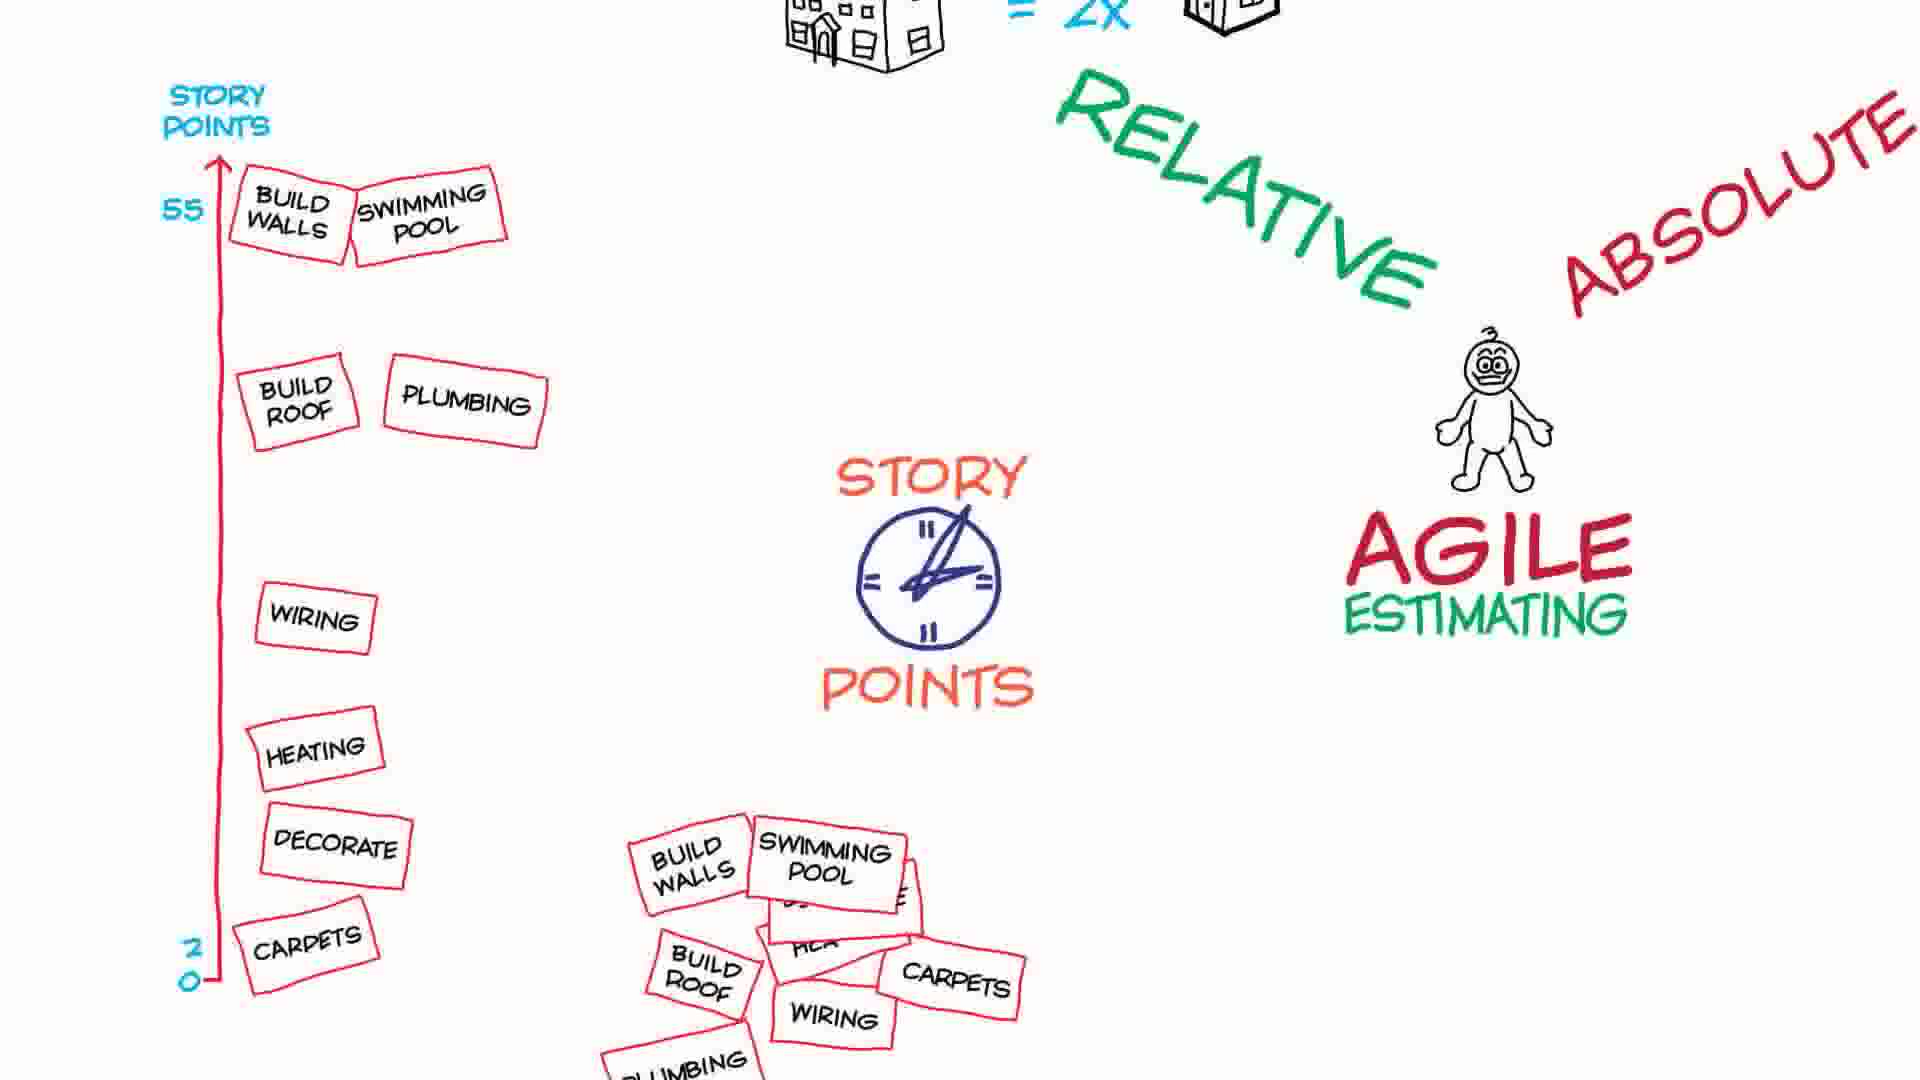 = 2X
RELATIVE
ABSOLUTE
STORY
POINTS
55
BUILD
WALLS
SWIMMING
POOL
BUILD
ROOF
PLUMBING
WIRING
HEATING
DECORATE
2
CARPETS
0
STORY
POINTS
AGILE
ESTIMATING
BUILD
WALLS
SWIMMING
POOL
BUILD
ROOF
CARPETS
WIRING
PLUMBING